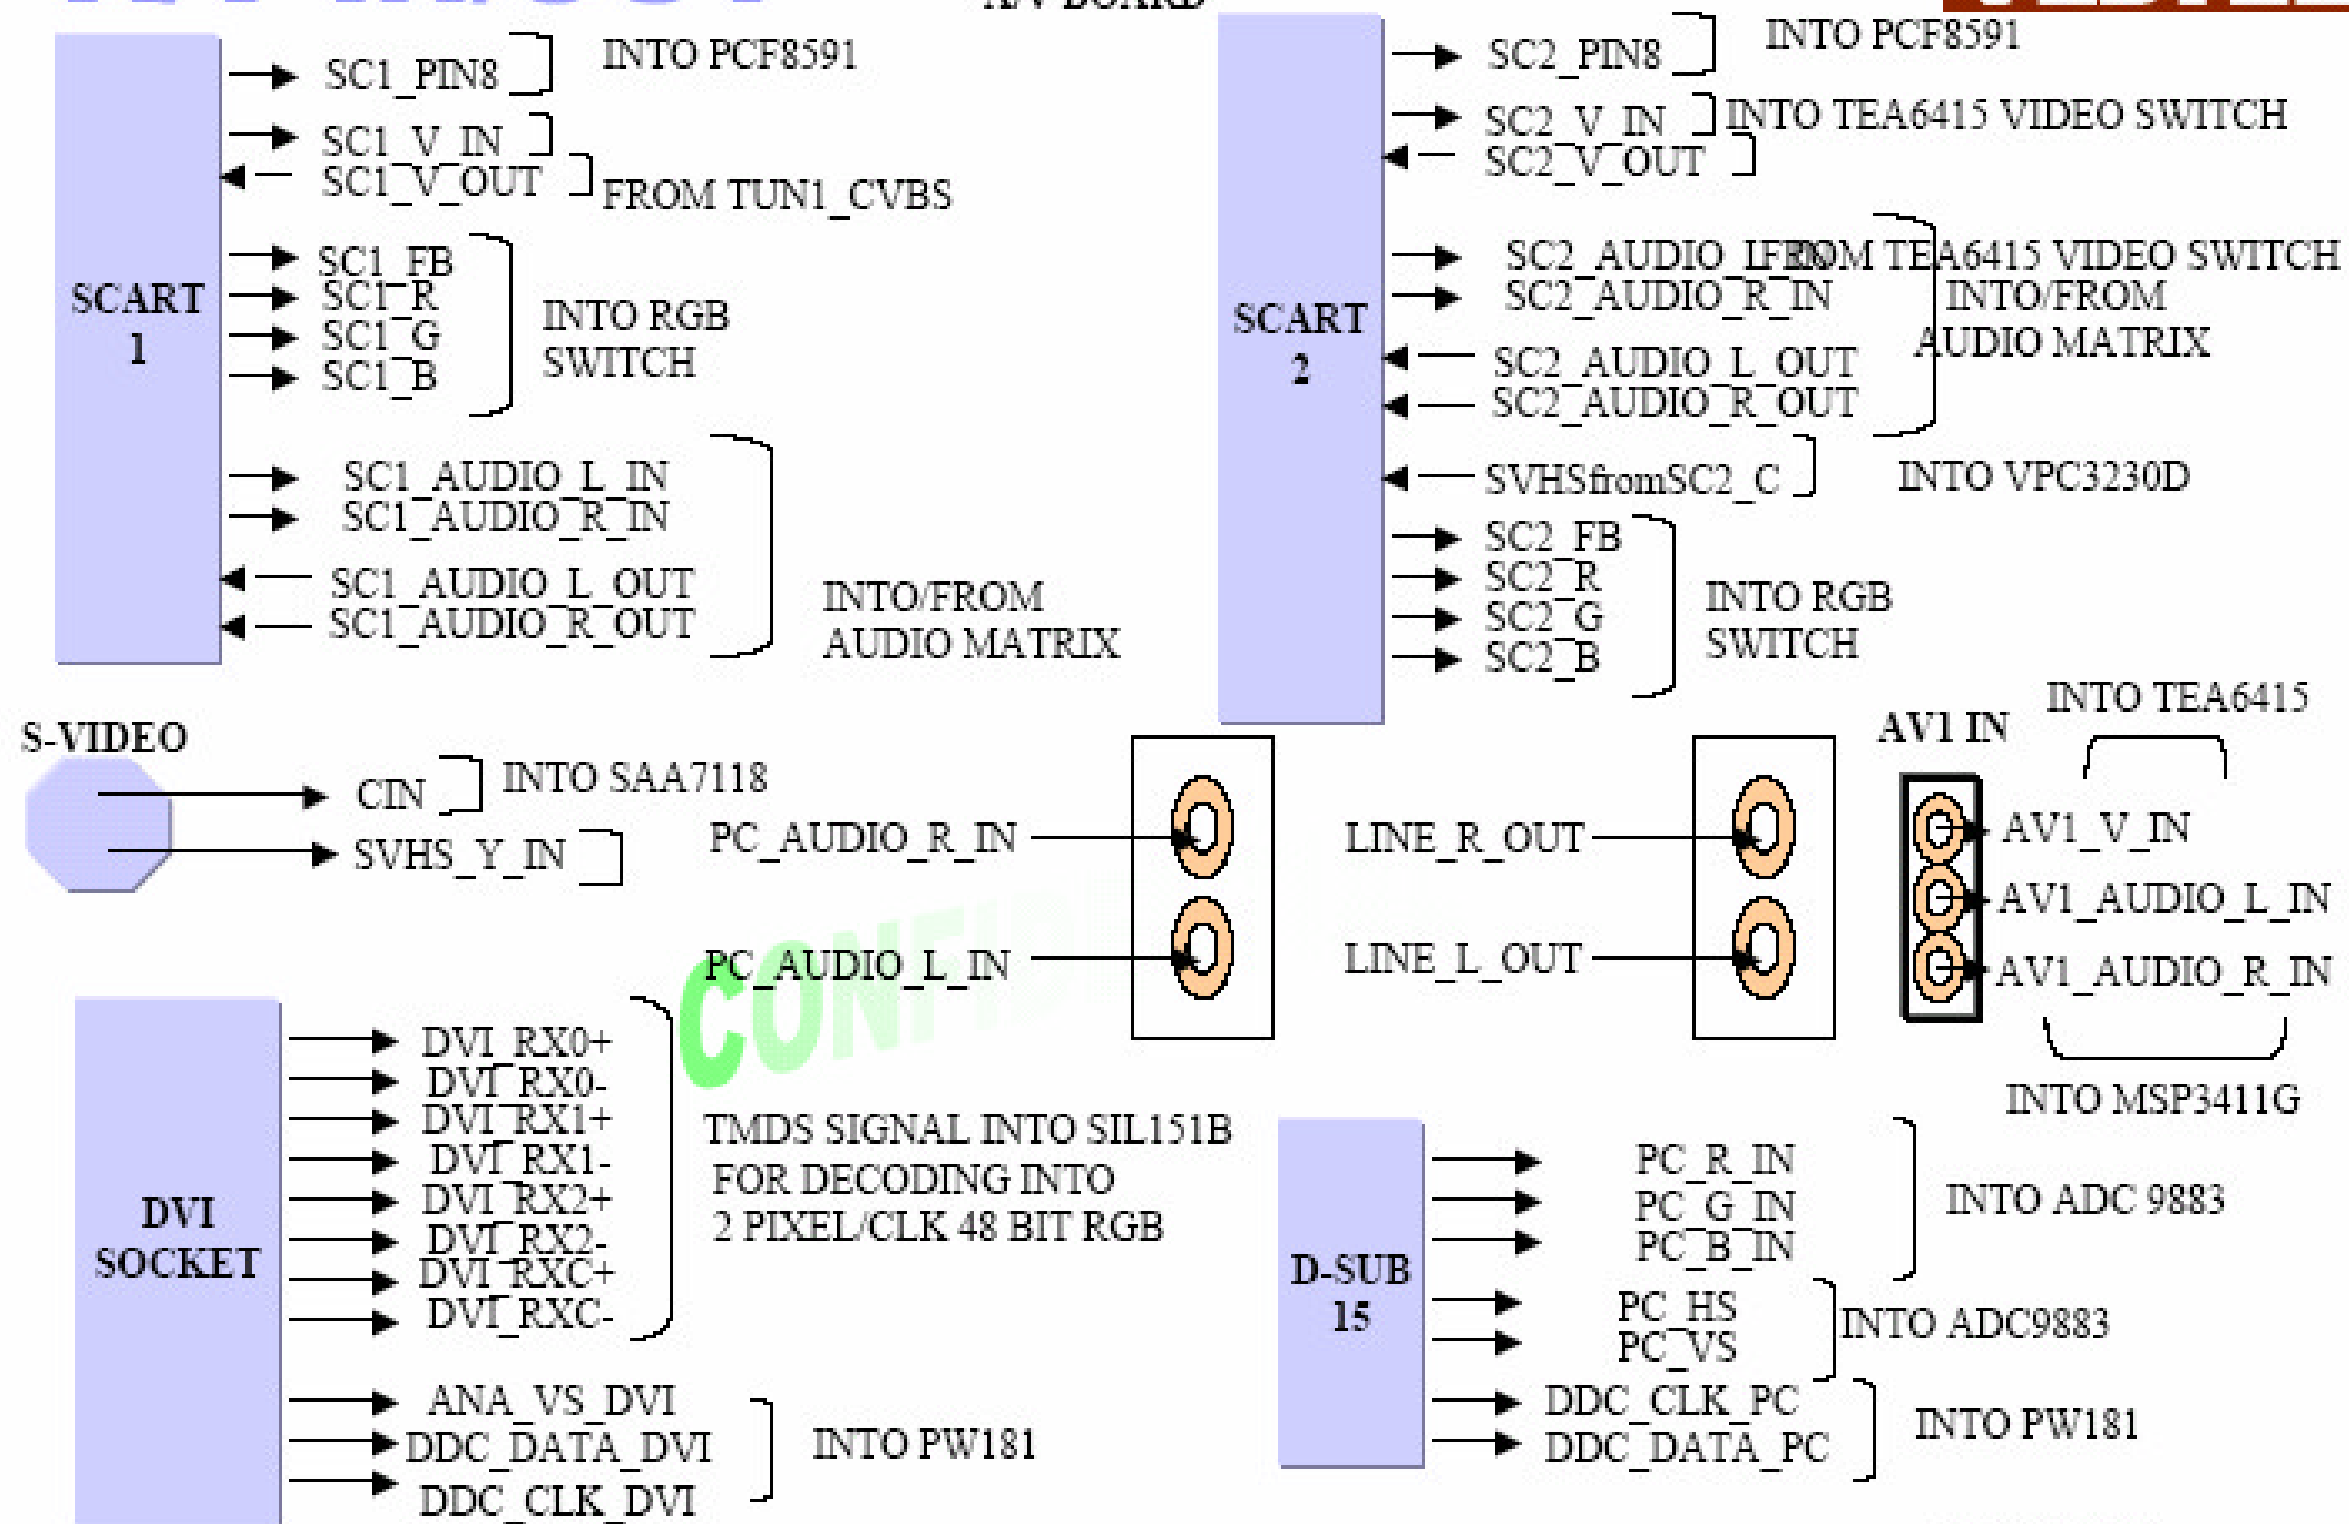 A/V BOARD
SCART
1
SC1_PIN8
INTO PCF8591
SC1_V_IN
SC1_V_OUT
FROM TUN1_CVBS
SC1_FB
SC1_R
SC1_G
SC1_B
INTO RGB
SWITCH
SC1_AUDIO_L_IN
SC1_AUDIO_R_IN
SC1_AUDIO_L_OUT
SC1_AUDIO_R_OUT
INTO/FROM
AUDIO MATRIX
SCART
2
SC2_PIN8
INTO PCF8591
SC2_V_IN
INTO TEA6415 VIDEO SWITCH
SC2_V_OUT
FROM TEA6415 VIDEO SWITCH
SC2_AUDIO_L_IN
SC2_AUDIO_R_IN
INTO/FROM
AUDIO MATRIX
SC2_AUDIO_L_OUT
SC2_AUDIO_R_OUT
SVHSfromSC2_C
INTO VPC3230D
SC2_FB
SC2_R
SC2_G
SC2_B
INTO RGB
SWITCH
S-VIDEO
CIN
INTO SAA7118
SVHS_Y_IN
PC_AUDIO_R_IN
PC_AUDIO_L_IN
LINE_R_OUT
LINE_L_OUT
AV1 IN
INTO TEA6415
AV1_V_IN
AV1_AUDIO_L_IN
AV1_AUDIO_R_IN
INTO MSP3411G
DVI
SOCKET
DVI_RX0+
DVI_RX0-
DVI_RX1+
DVI_RX1-
DVI_RX2+
DVI_RX2-
DVI_RXC+
DVI_RXC-
TMDS SIGNAL INTO SIL151B
FOR DECODING INTO
2 PIXEL/CLK 48 BIT RGB
ANA_VS_DVI
DDC_DATA_DVI
DDC_CLK_DVI
INTO PW181
D-SUB
15
PC_R_IN
PC_G_IN
PC_B_IN
INTO ADC 9883
PC_HS
PC_VS
INTO ADC9883
DDC_CLK_PC
DDC_DATA_PC
INTO PW181